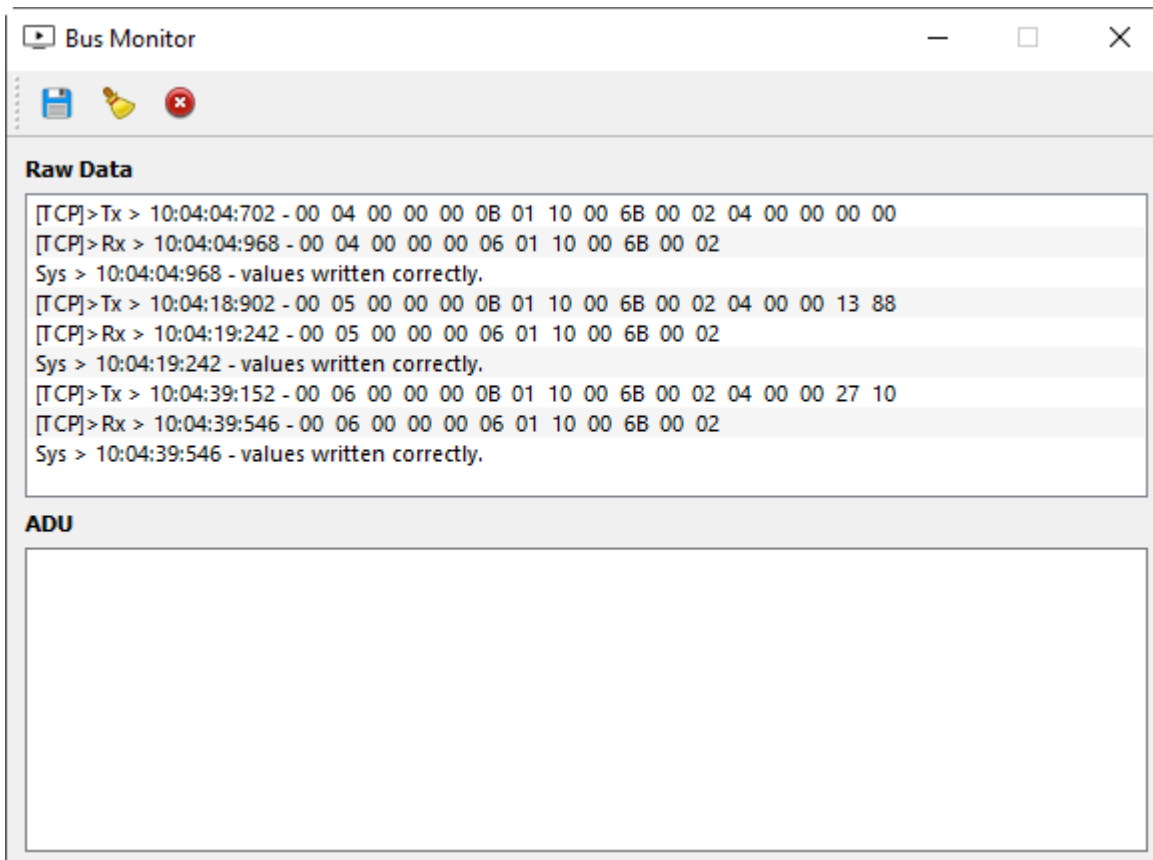 Bus Monitor
Raw Data
[TCP]>Tx > 10:04:04:702 - 00 04 00 00 00 0B 01 10 00 6B 00 02 04 00 00 00 00
[TCP]>Rx > 10:04:04:968 - 00 04 00 00 00 06 01 10 00 6B 00 02
Sys > 10:04:04:968 - values written correctly.
[TCP]>Tx > 10:04:18:902 - 00 05 00 00 00 0B 01 10 00 6B 00 02 04 00 00 13 88
[TCP]>Rx > 10:04:19:242 - 00 05 00 00 00 06 01 10 00 6B 00 02
Sys > 10:04:19:242 - values written correctly.
[TCP]>Tx > 10:04:39:152 - 00 06 00 00 00 0B 01 10 00 6B 00 02 04 00 00 27 10
[TCP]>Rx > 10:04:39:546 - 00 06 00 00 00 06 01 10 00 6B 00 02
Sys > 10:04:39:546 - values written correctly.
ADU